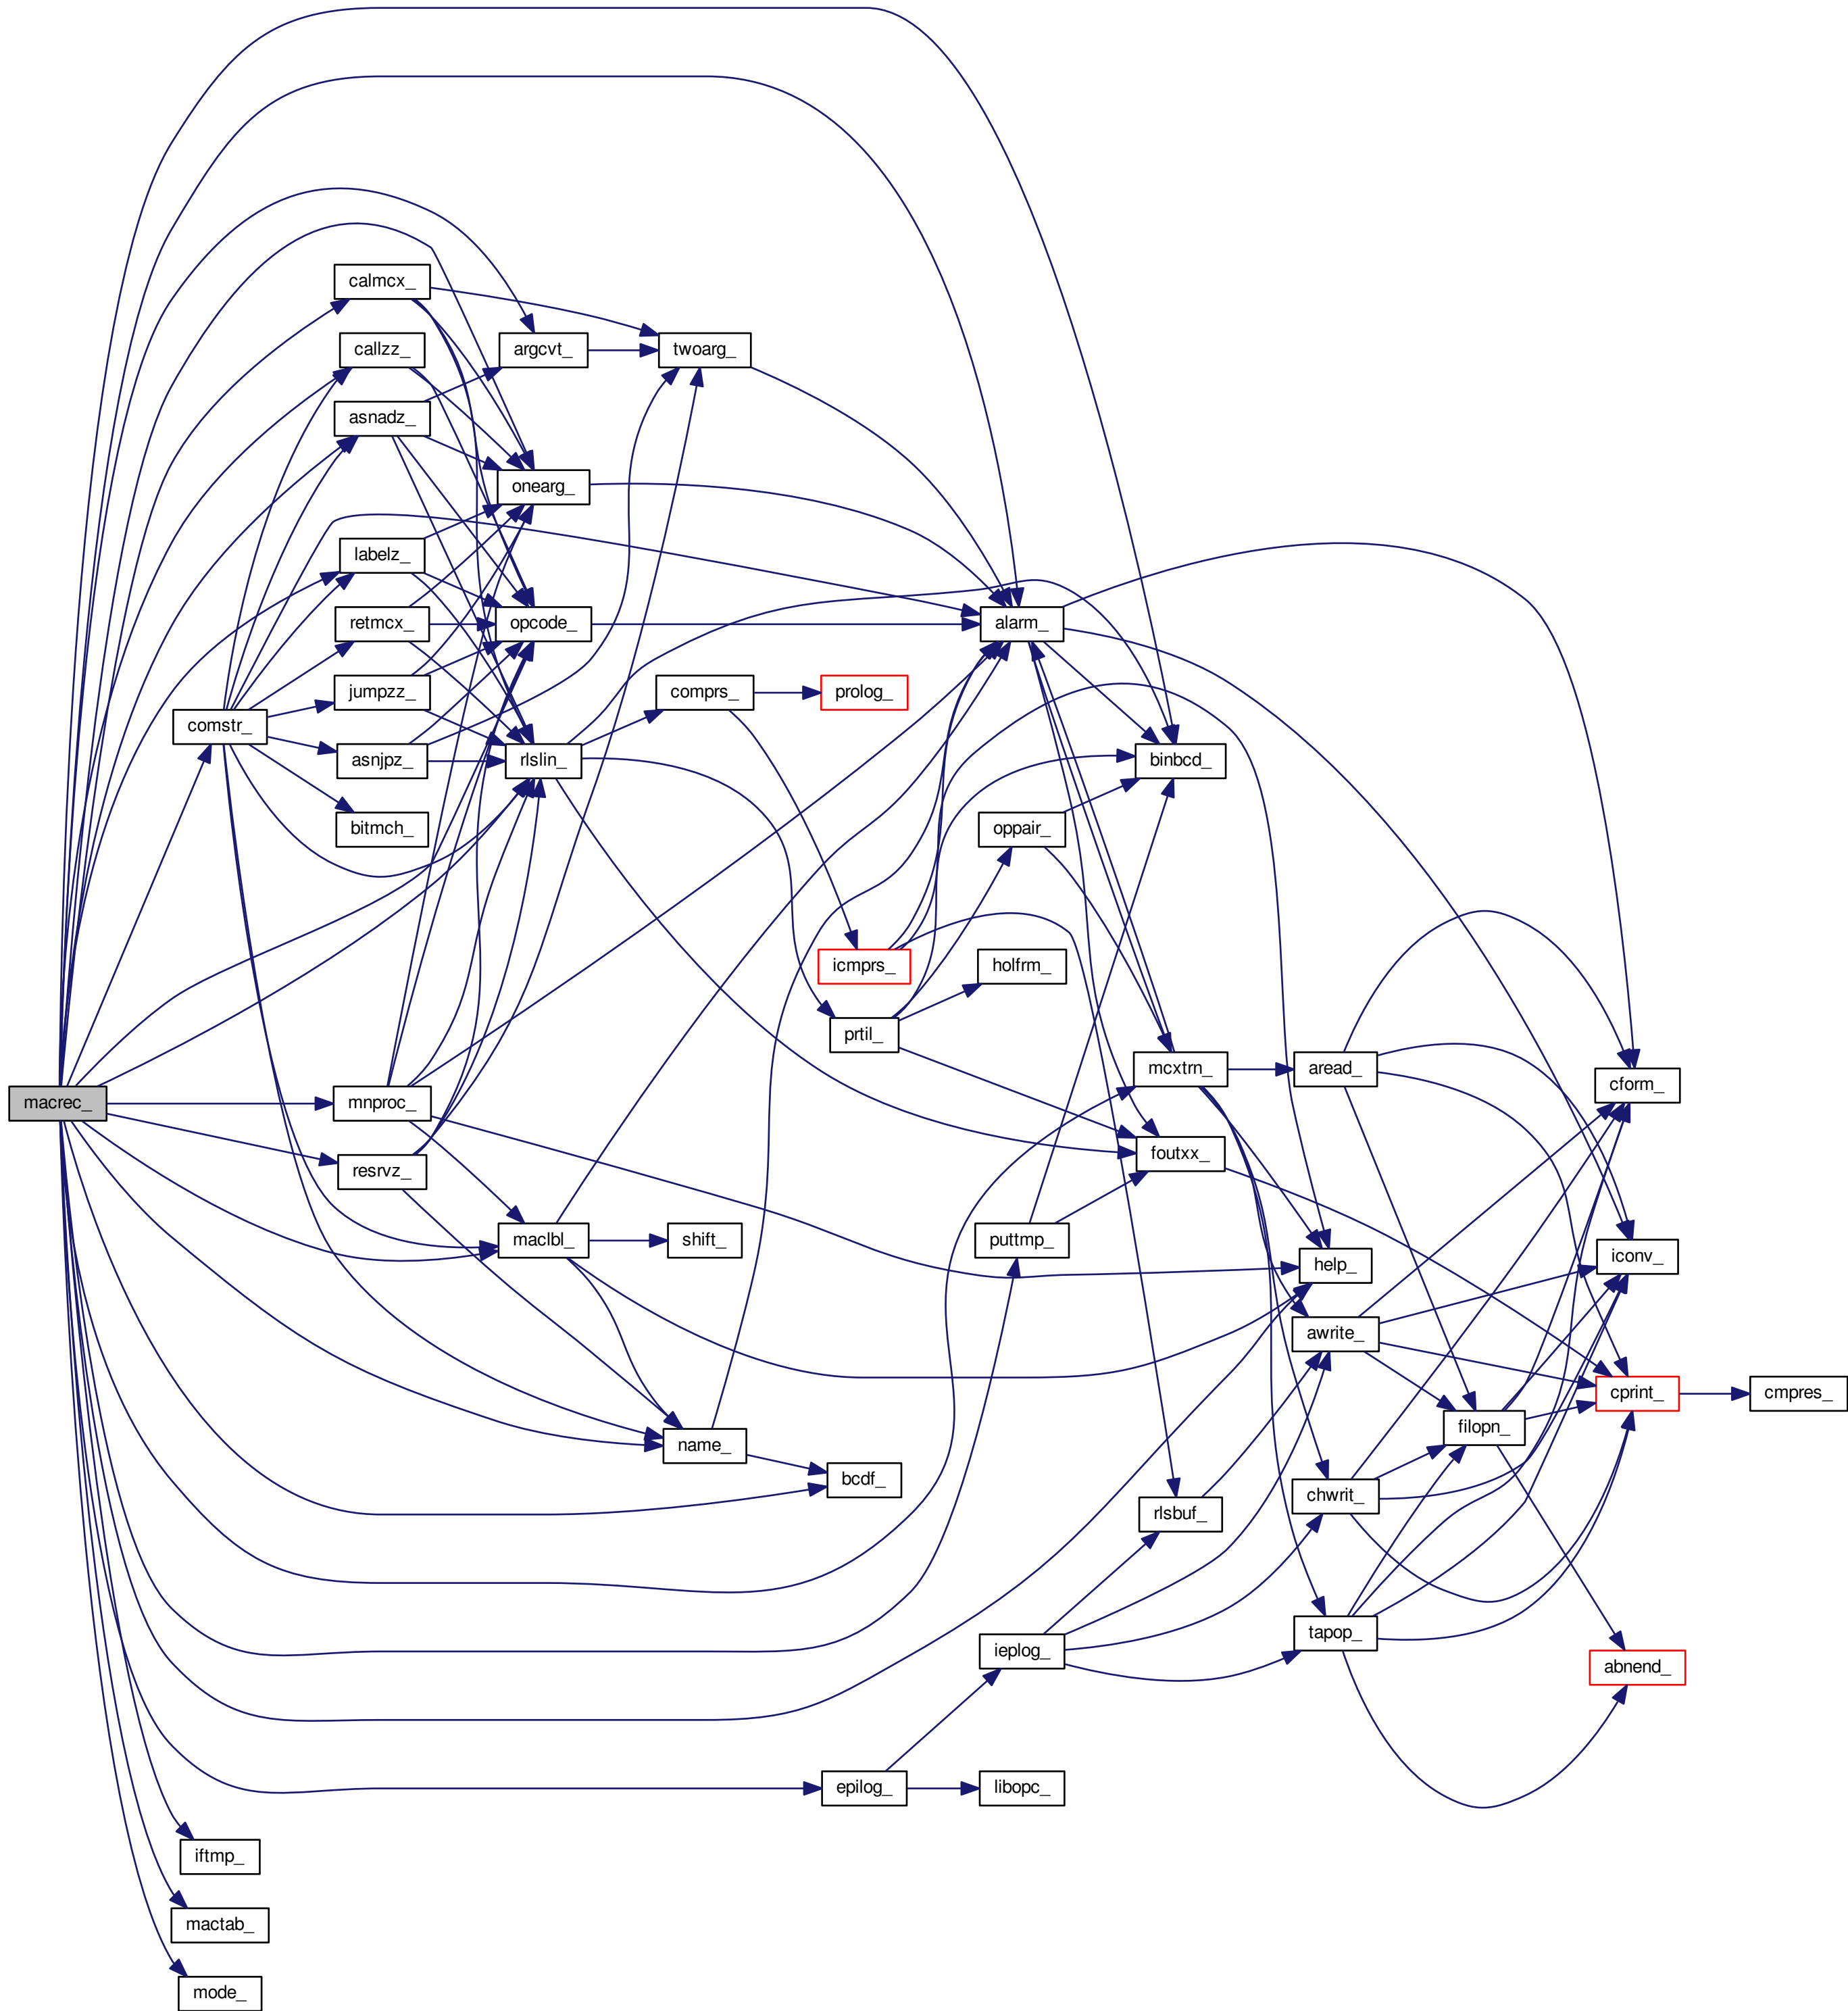 calmcx_
callzz_
argcvt_
twoarg_
asnadz_
onearg_
labelz_
retmcx_
opcode_
alarm_
jumpzz_
comprs_
prolog_
comstr_
asnjpz_
rlslin_
binbcd_
bitmch_
oppair_
icmprs_
holfrm_
prtil_
mcxtrn_
aread_
cform_
macrec_
mnproc_
foutxx_
resrvz_
maclbl_
shift_
puttmp_
help_
iconv_
awrite_
cprint_
cmpres_
filopn_
name_
bcdf_
chwrit_
rlsbuf_
tapop_
ieplog_
abnend_
epilog_
libopc_
iftmp_
mactab_
mode_